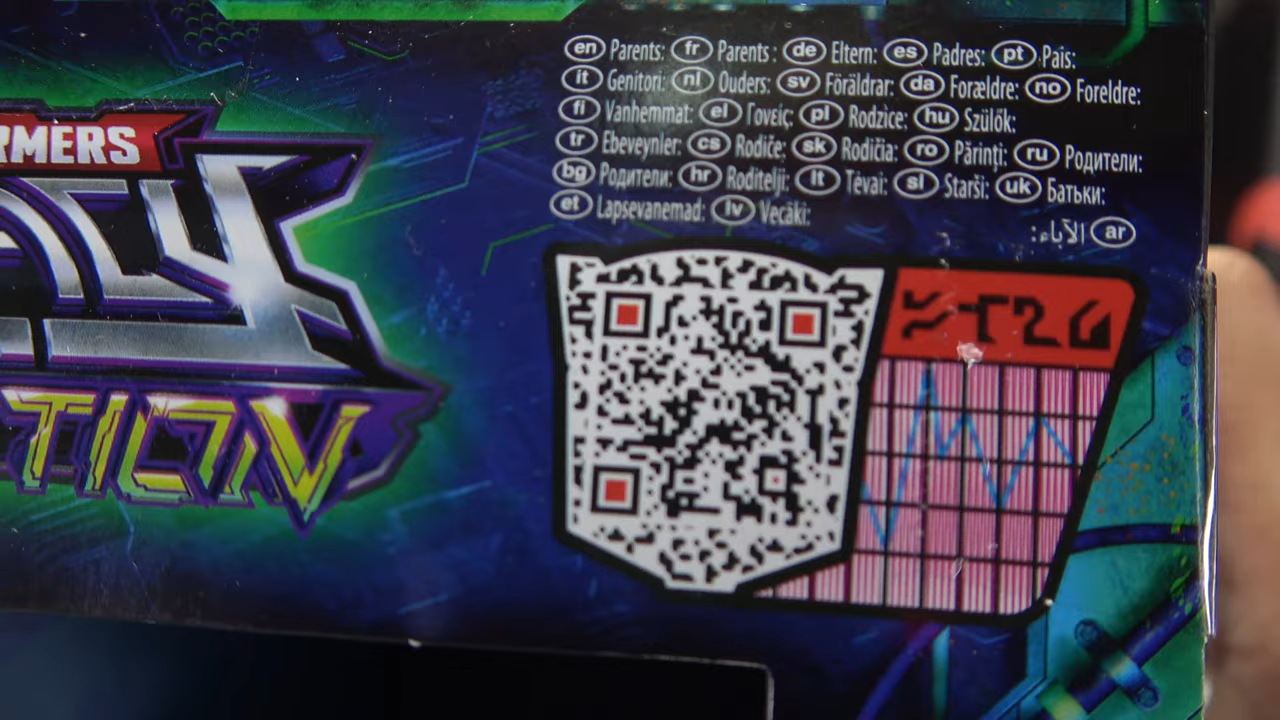 en Parents: fr Parents : de Eltern: es Padres: pt Pais:
it Genitori: nl Ouders: sv Föräldrar: da Forældre: no Foreldre:
fi Vanhemmat: el Γονείς: pl Rodzice: hu Szülők:
tr Ebeveynler: cs Rodiče: sk Rodičia: ro Părinţi: ru Родители:
bg Родители: hr Roditelji: lt Tėvai: sl Starši: uk Батьки:
et Lapsevanemad: lv Vecāki:
ar الآباء:
RMERS
ACY
TION